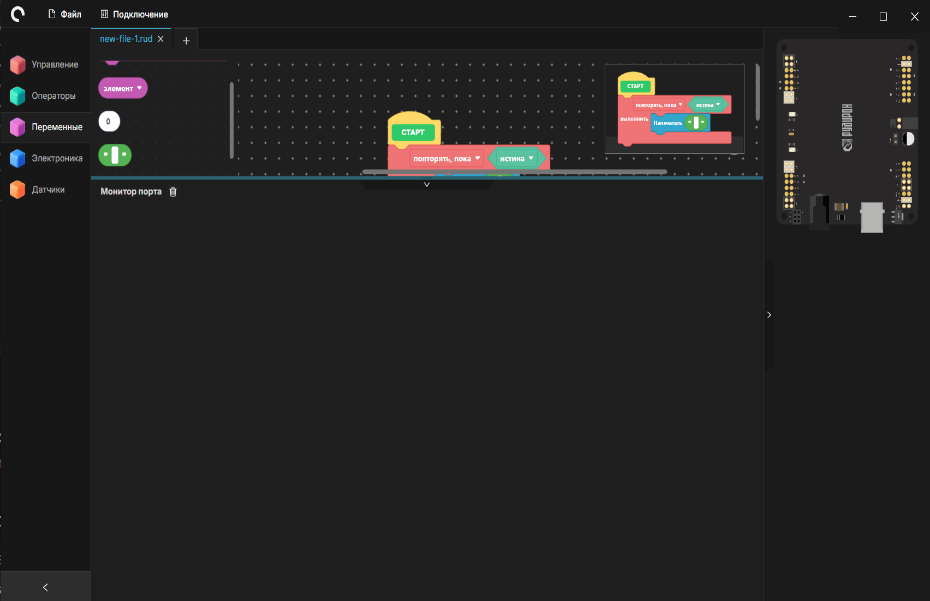 Файл
Подключение
new-file-1.rud
Управление
Операторы
Переменные
Электроника
Датчики
элемент
0
" "
СТАРТ
повторять, пока
истина
СТАРТ
повторять, пока
истина
выполнить
Напечатать
" "
Монитор порта